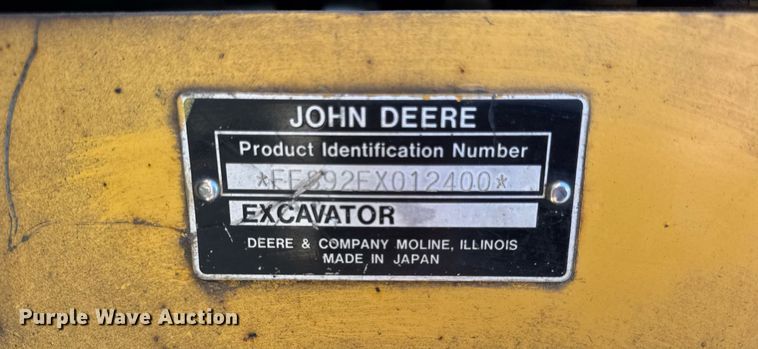 JOHN DEERE
Product Identification Number
*FF892EX012400*
EXCAVATOR
DEERE & COMPANY MOLINE, ILLINOIS
MADE IN JAPAN
Purple Wave Auction